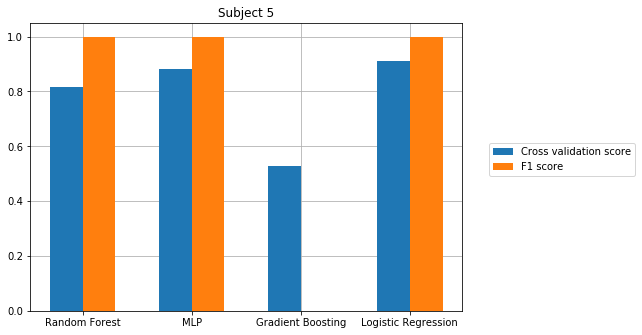 Subject 5
1.0
0.8
0.6
0.4
0.2
0.0
Random Forest
MLP
Gradient Boosting
Logistic Regression
Cross validation score
F1 score